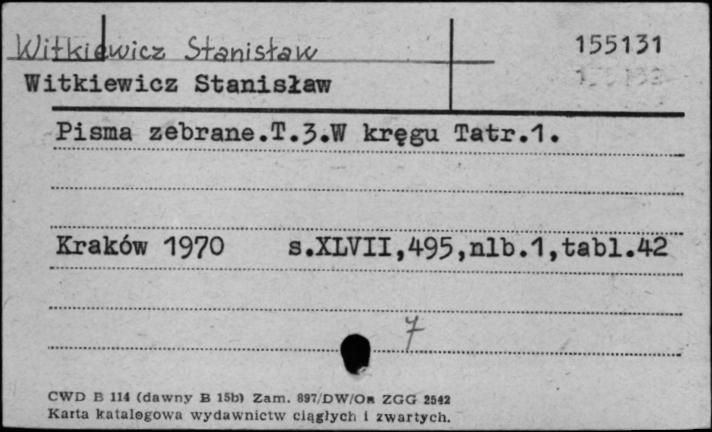 Witkiewicz Stanisław
155131
Witkiewicz Stanisław
Pisma zebrane.T.3.W kręgu Tatr.1.
Kraków 1970 s.XLVII,495,nlb.1,tabl.42
7
CWD B 114 (dawny B 15b) Zam. 897/DW/On ZGG 2542
Karta katalogowa wydawnictw ciągłych i zwartych.